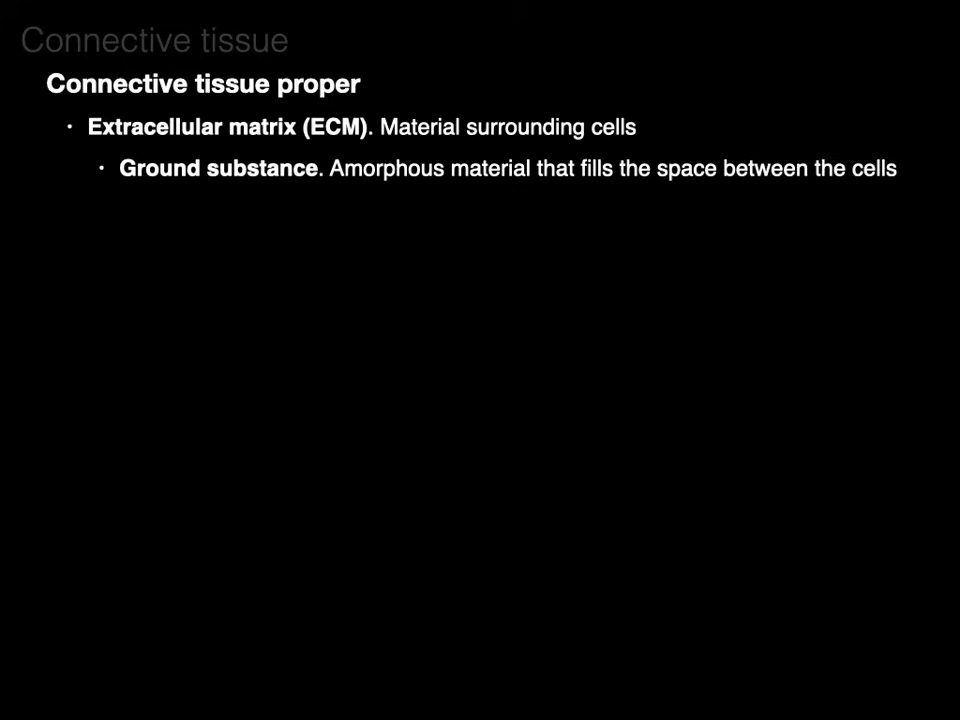 Connective tissue
Connective tissue proper
• Extracellular matrix (ECM). Material surrounding cells
• Ground substance. Amorphous material that fills the space between the cells